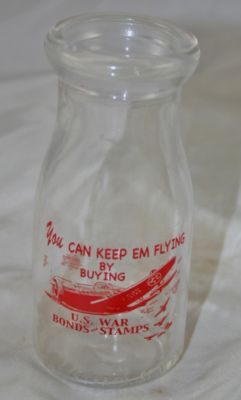 You CAN KEEP EM FLYING
BY
BUYING
U.S. WAR
BONDS STAMPS